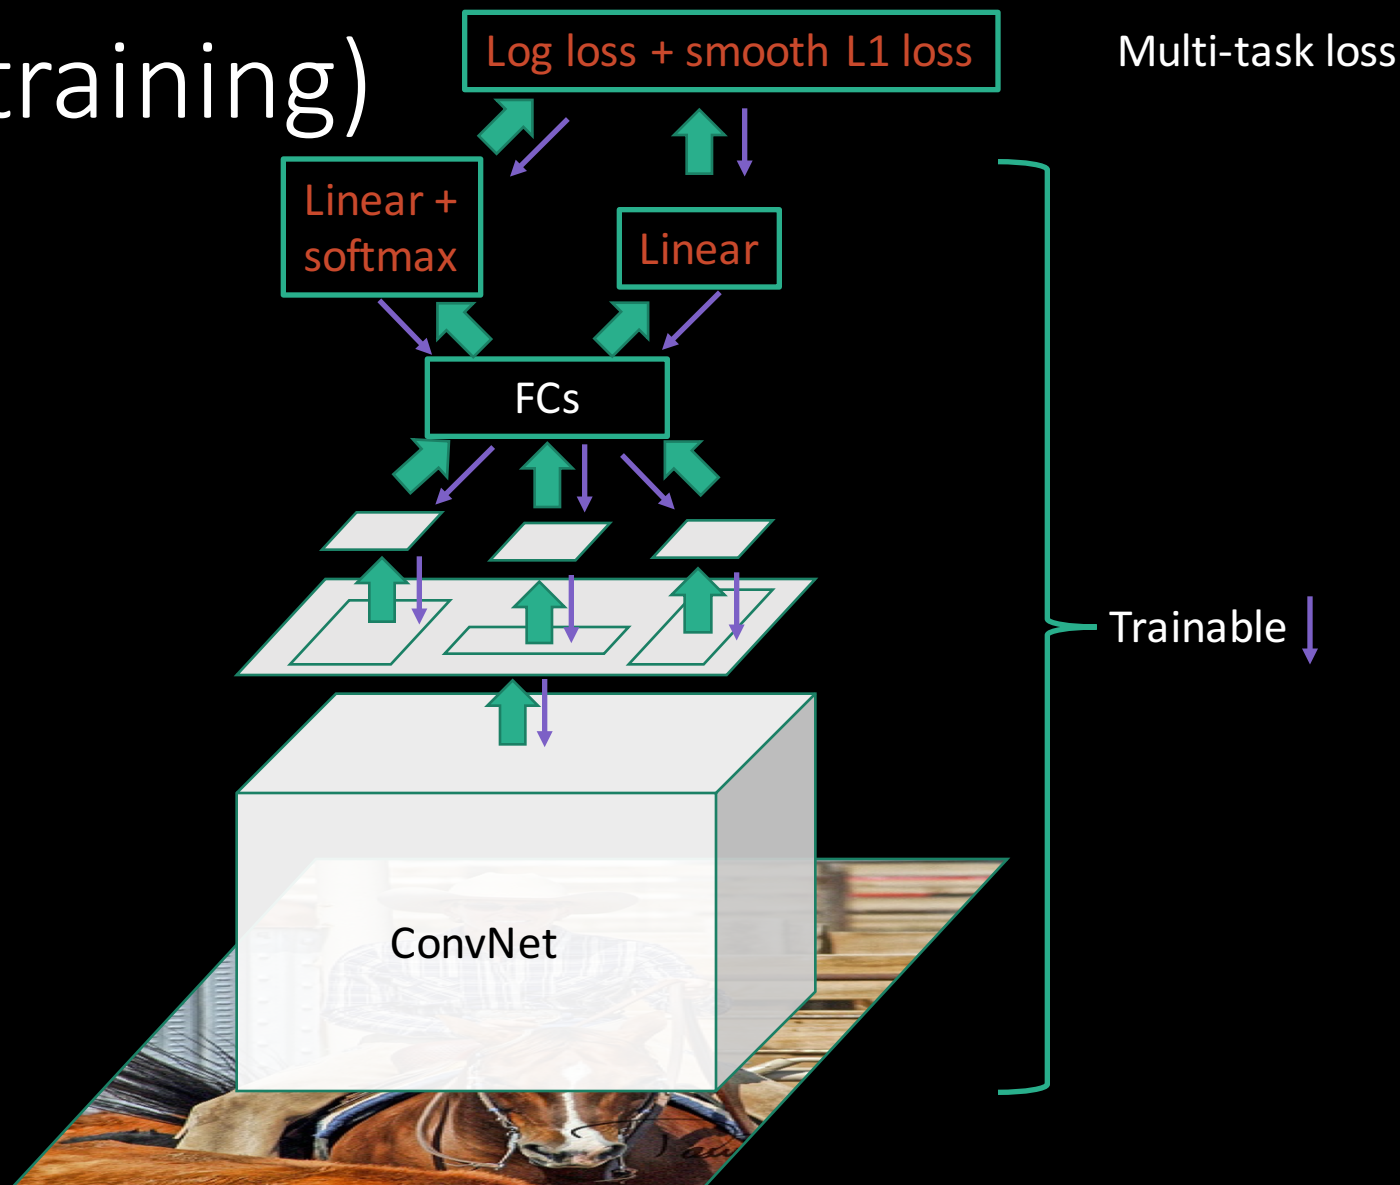 training)
Log loss + smooth L1 loss
Multi-task loss
Linear +
softmax
Linear
FCs
Trainable
ConvNet